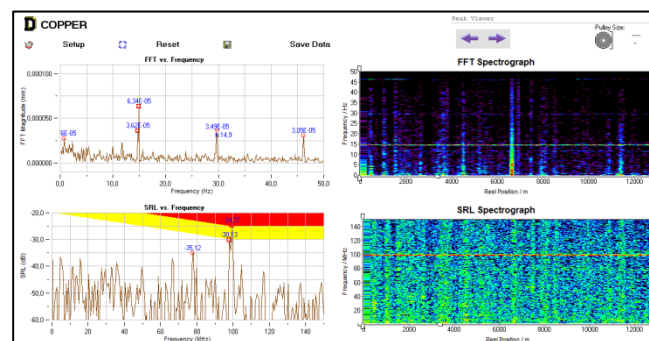 D COPPER
Peak Viewer
Pulley Size:
Setup
Reset
Save Data
FFT vs. Frequency
0,000100
0,000050
0,000000
FFT Magnitude (mm)
6,34E-05
3,62E-05
3,49E-05
3,05E-05
0,0
10,0
20,0
30,0
40,0
50,0
Frequency (Hz)
FFT Spectrograph
50
45
40
35
30
25
20
15
10
5
0
Frequency / Hz
0
2000
4000
6000
8000
10000
12000
Reel Position / m
SRL vs. Frequency
-20,0
-30,0
-40,0
-50,0
-60,0
SRL (dB)
-35,12
0
20
40
60
80
100
120
140
Frequency (MHz)
SRL Spectrograph
140
120
100
80
60
40
20
0
Frequency / MHz
0
2000
4000
6000
8000
10000
12000
Reel Position / m